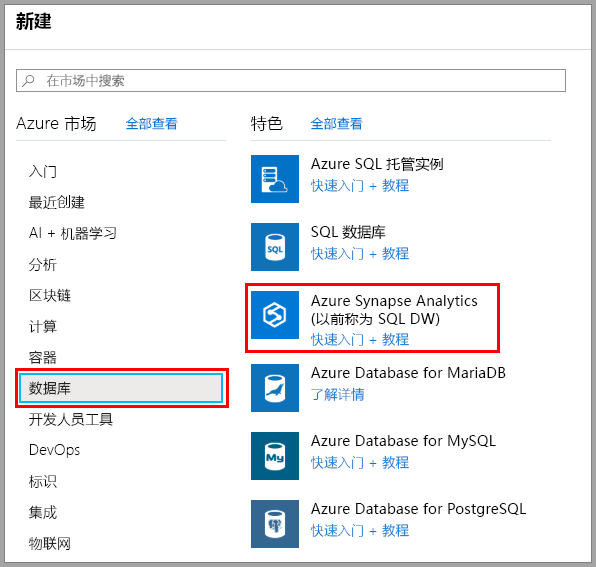 新建
在市场中搜索
Azure 市场
全部查看
入门
最近创建
AI + 机器学习
分析
区块链
计算
容器
数据库
开发人员工具
DevOps
标识
集成
物联网
特色
全部查看
Azure SQL 托管实例
快速入门 + 教程
SQL
SQL 数据库
快速入门 + 教程
Azure Synapse Analytics
(以前称为 SQL DW)
快速入门 + 教程
Azure Database for MariaDB
了解详情
My
Azure Database for MySQL
快速入门 + 教程
Azure Database for PostgreSQL
快速入门 + 教程